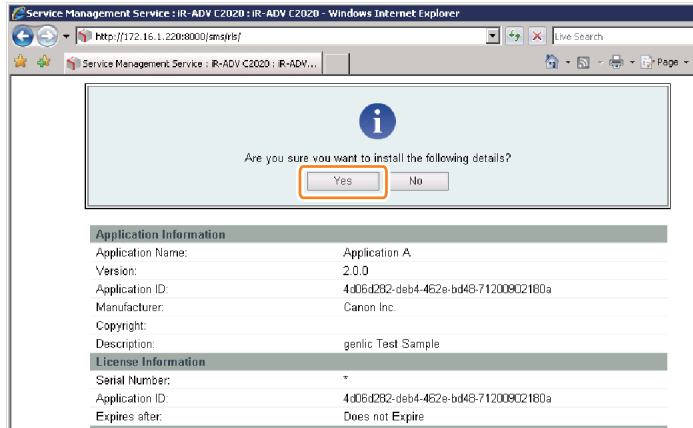 Service Management Service : iR-ADV C2020 : iR-ADV C2020 - Windows Internet Explorer
http://172.16.1.220:8000/sms/rls/
Live Search
Service Management Service : iR-ADV C2020 : iR-ADV...
Page
i
Are you sure you want to install the following details?
Yes No
Application Information
Application Name: Application A
Version: 2.0.0
Application ID: 4d06d282-deb4-462e-bd48-71200902180a
Manufacturer: Canon Inc.
Copyright:
Description: genlic Test Sample
License Information
Serial Number: *
Application ID: 4d06d282-deb4-462e-bd48-71200902180a
Expires after: Does not Expire